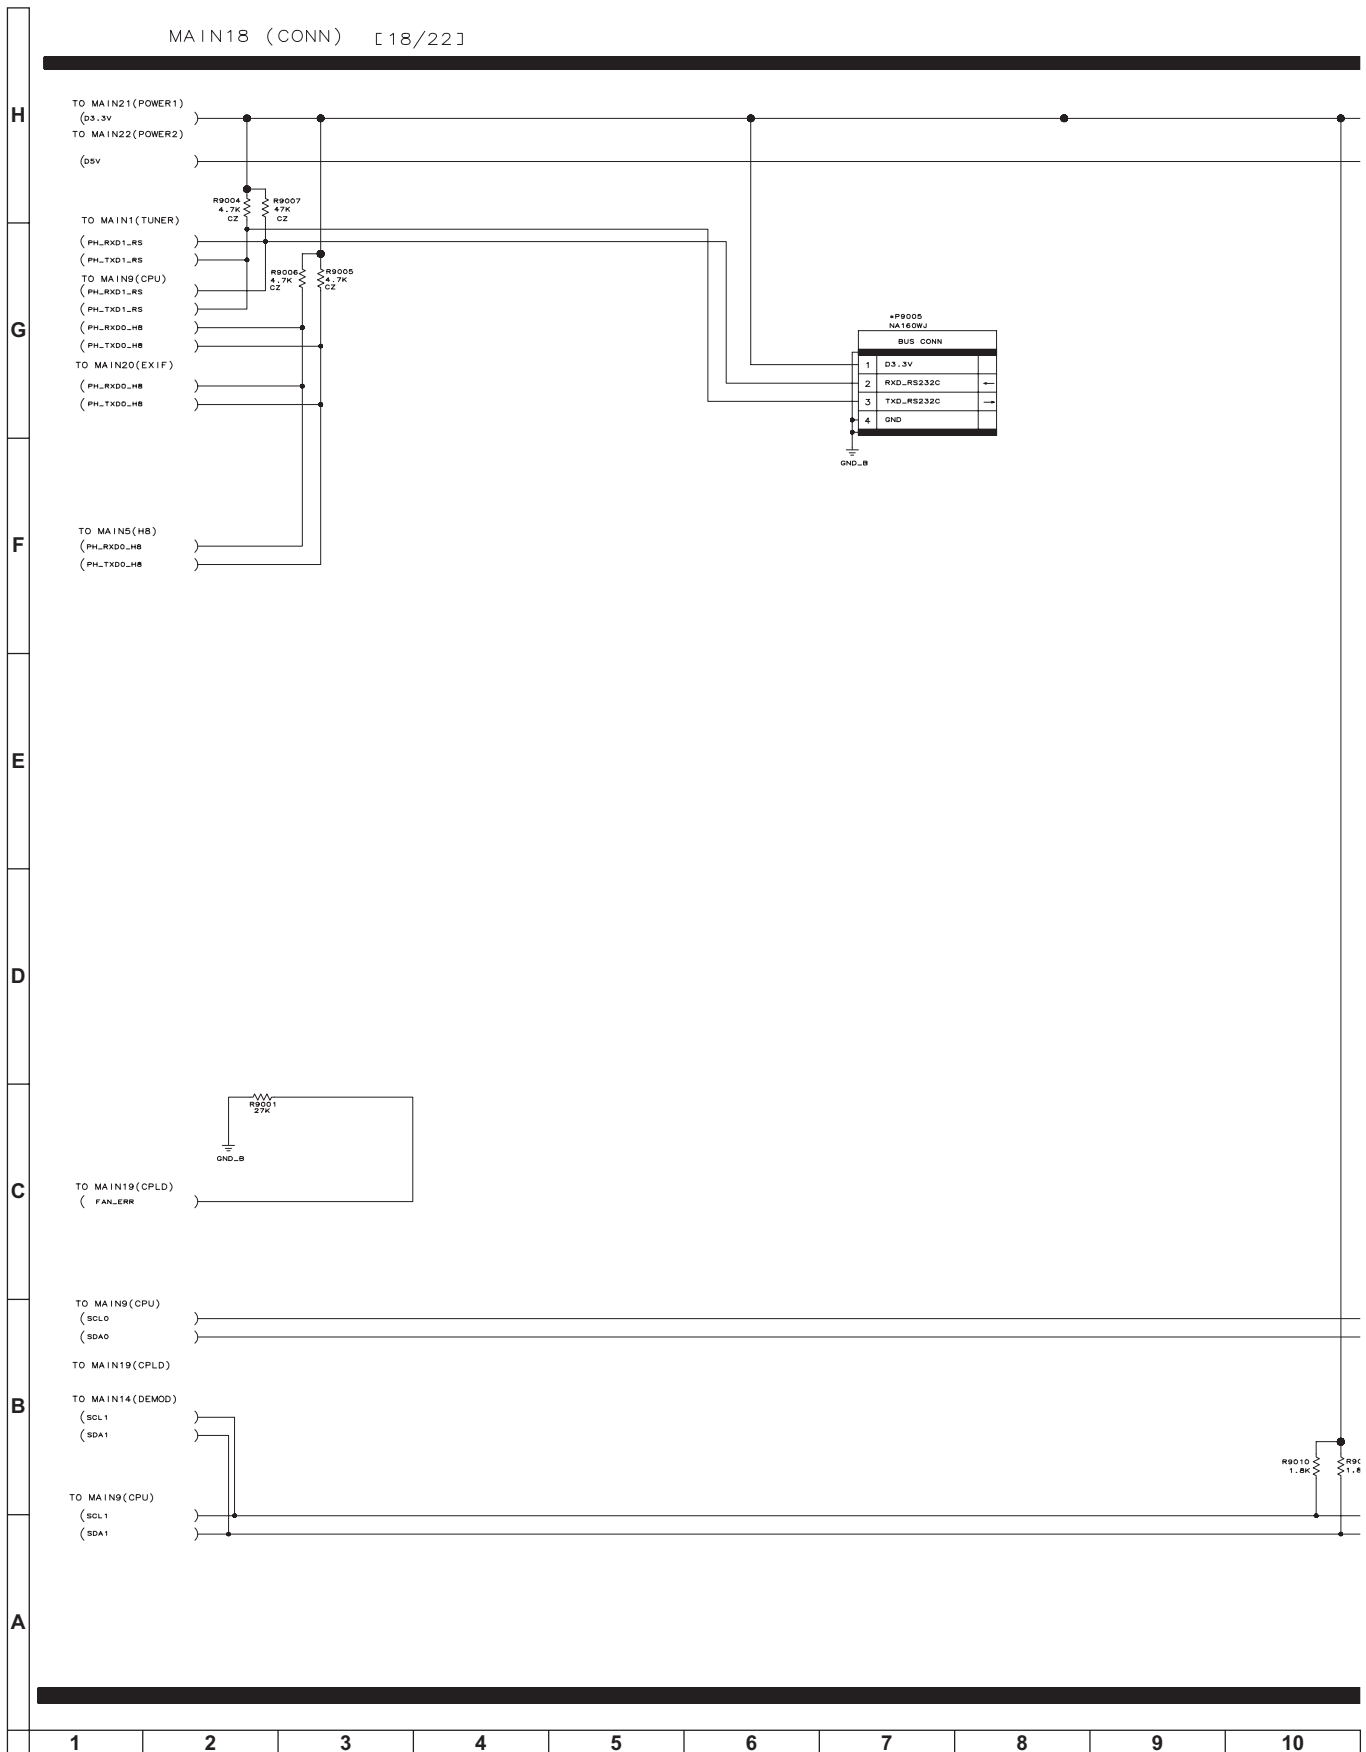 MAIN18 (CONN) [18/22]
H
TO MAIN21(POWER1)
(D3.3V )
TO MAIN22(POWER2)
(D5V )
R9004
4.7K
CZ
R9007
47K
CZ
TO MAIN1(TUNER)
(PH_RXD1_RS )
(PH_TXD1_RS )
TO MAIN9(CPU)
(PH_RXD1_RS )
(PH_TXD1_RS )
G
(PH_RXD0_H8 )
(PH_TXD0_H8 )
TO MAIN20(EXIF)
(PH_RXD0_H8 )
(PH_TXD0_H8 )
R9006
4.7K
CZ
R9005
4.7K
CZ
*P9005
NA160WJ
BUS CONN
1 D3.3V
2 RXD_RS232C ←
3 TXD_RS232C →
4 GND
GND_B
F
TO MAIN5(H8)
(PH_RXD0_H8 )
(PH_TXD0_H8 )
E
D
R9001
27K
GND_B
C
TO MAIN19(CPLD)
( FAN_ERR )
TO MAIN9(CPU)
(SCL0 )
(SDA0 )
TO MAIN19(CPLD)
B
TO MAIN14(DEMOD)
(SCL1 )
(SDA1 )
R9010
1.8K
TO MAIN9(CPU)
(SCL1 )
(SDA1 )
A
1 2 3 4 5 6 7 8 9 10